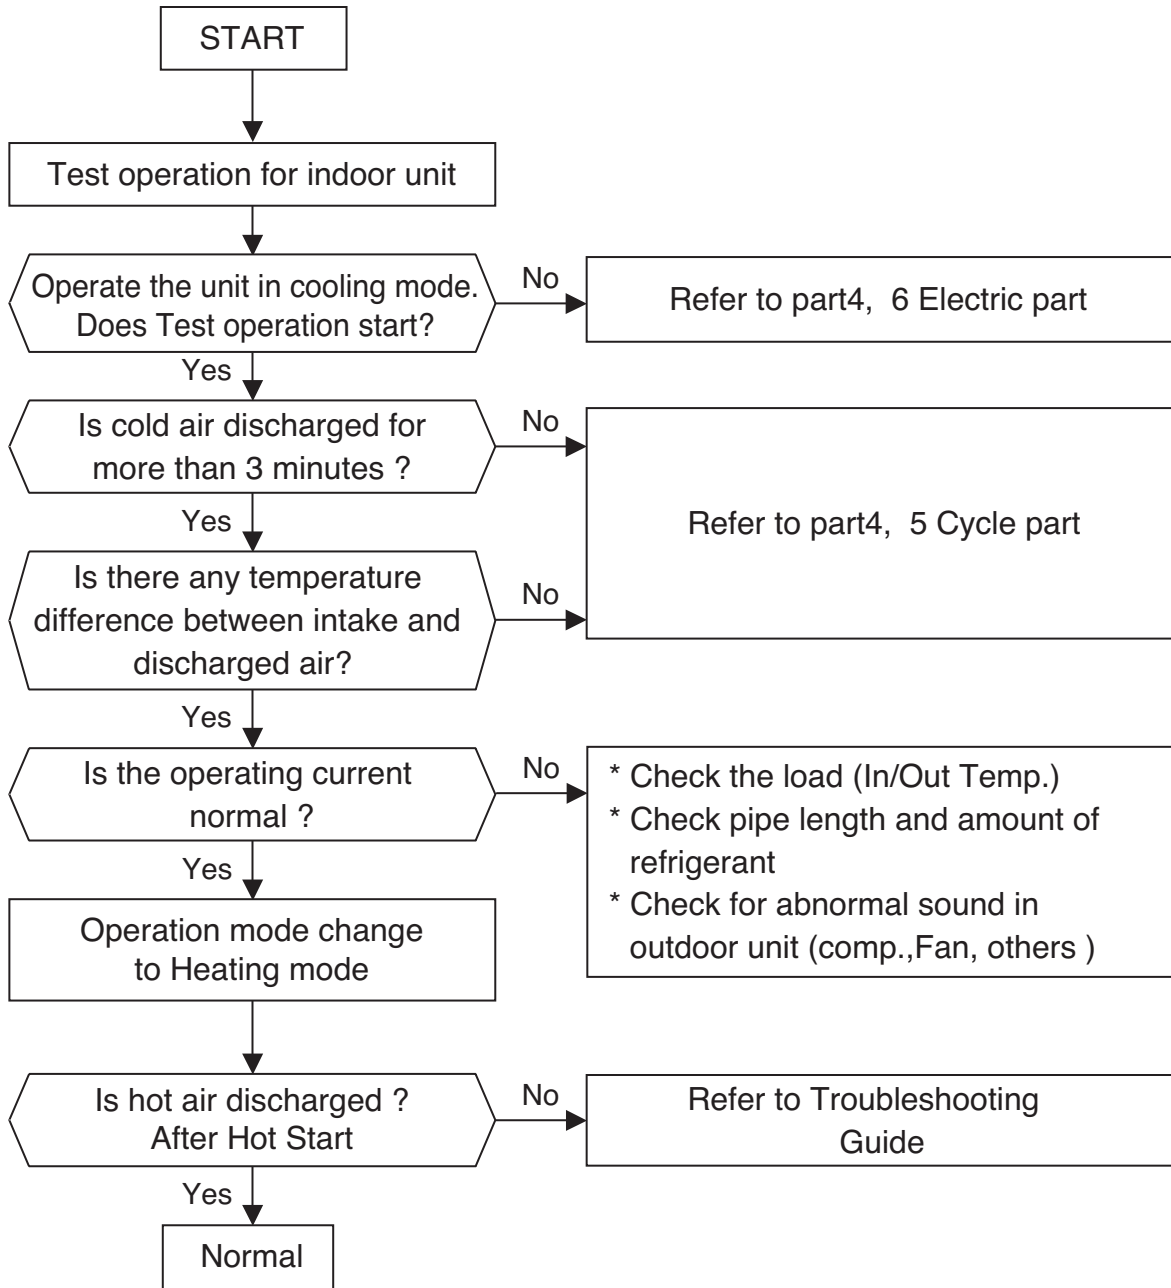 START
Test operation for indoor unit
Operate the unit in cooling mode.
Does Test operation start?
No
Refer to part4, 6 Electric part
Yes
Is cold air discharged for
more than 3 minutes ?
No
Refer to part4, 5 Cycle part
Yes
Is there any temperature
difference between intake and
discharged air?
No
Yes
Is the operating current
normal ?
No
* Check the load (In/Out Temp.)
* Check pipe length and amount of
refrigerant
* Check for abnormal sound in
outdoor unit (comp.,Fan, others )
Yes
Operation mode change
to Heating mode
Is hot air discharged ?
After Hot Start
No
Refer to Troubleshooting
Guide
Yes
Normal